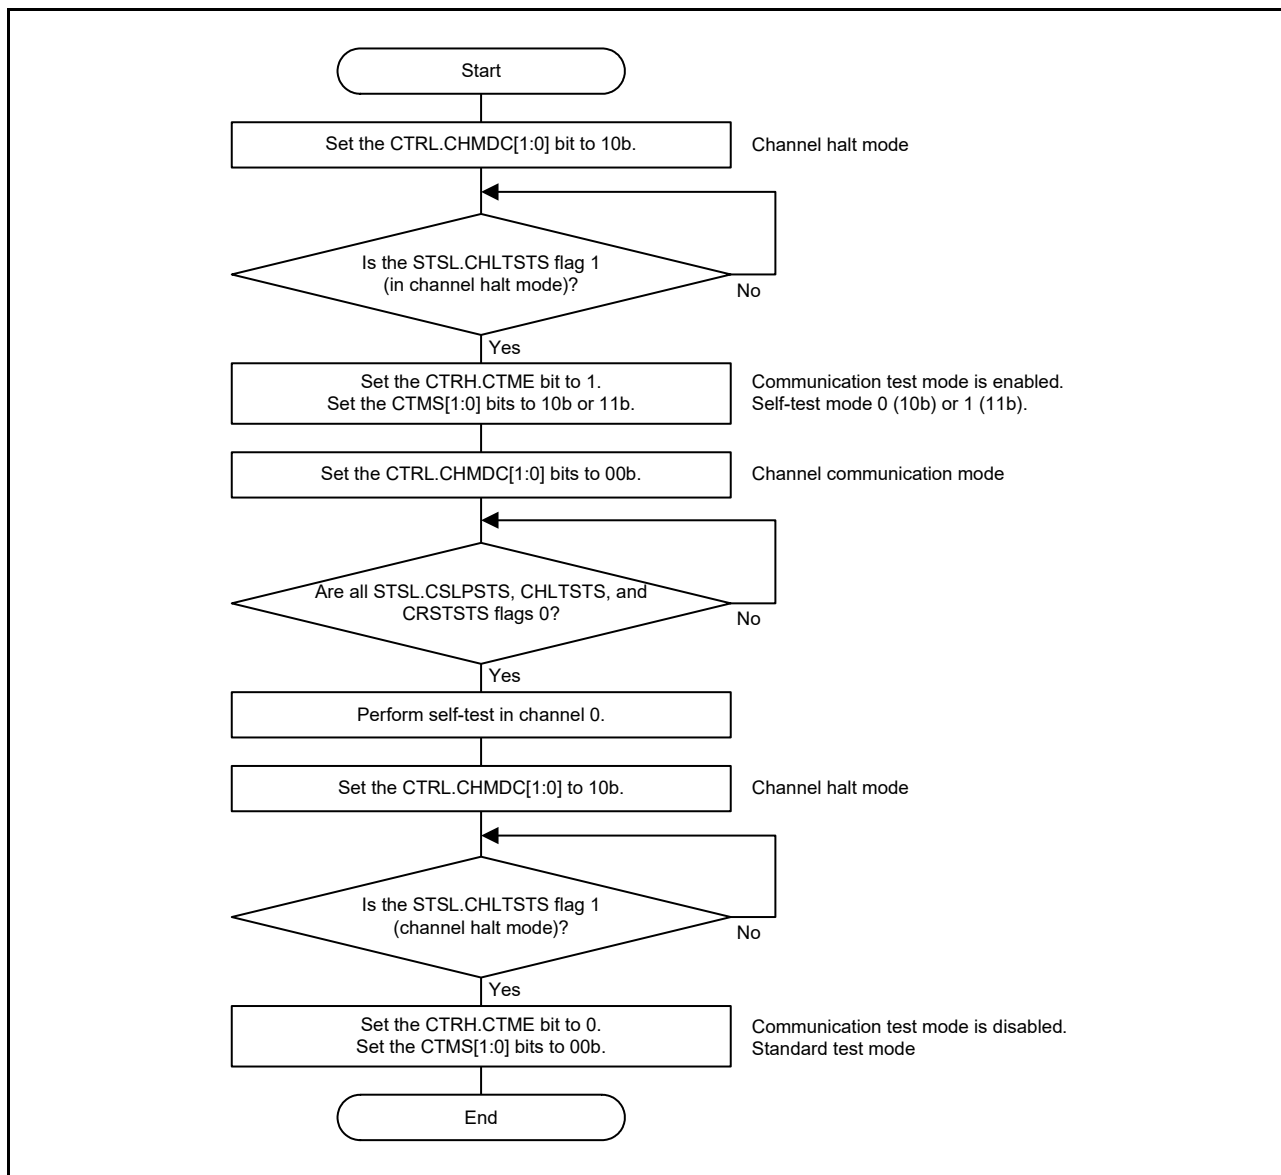 Start
Set the CTRL.CHMDC[1:0] bit to 10b.
Channel halt mode
Is the STSL.CHLTSTS flag 1
(in channel halt mode)?
No
Yes
Set the CTRH.CTME bit to 1.
Set the CTMS[1:0] bits to 10b or 11b.
Communication test mode is enabled.
Self-test mode 0 (10b) or 1 (11b).
Set the CTRL.CHMDC[1:0] bits to 00b.
Channel communication mode
Are all STSL.CSLPSTS, CHLTSTS, and
CRSTSTS flags 0?
No
Yes
Perform self-test in channel 0.
Set the CTRL.CHMDC[1:0] to 10b.
Channel halt mode
Is the STSL.CHLTSTS flag 1
(channel halt mode)?
No
Yes
Set the CTRH.CTME bit to 0.
Set the CTMS[1:0] bits to 00b.
Communication test mode is disabled.
Standard test mode
End